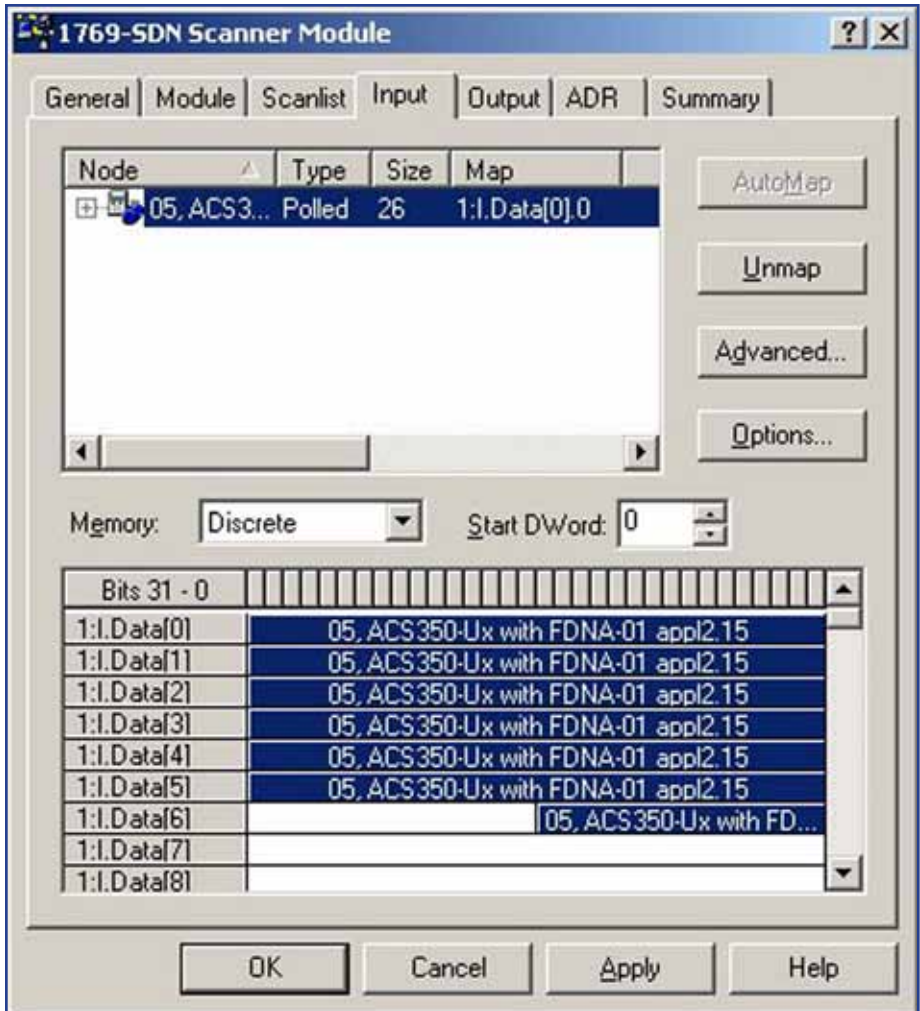 1769-SDN Scanner Module
General Module Scanlist Input Output ADR Summary
Node Type Size Map
05, ACS3... Polled 26 1:I.Data[0].0
AutoMap
Unmap
Advanced...
Options...
Memory: Discrete Start DWord: 0
Bits 31 - 0
1:I.Data[0] 05, ACS350-Ux with FDNA-01 appl2.15
1:I.Data[1] 05, ACS350-Ux with FDNA-01 appl2.15
1:I.Data[2] 05, ACS350-Ux with FDNA-01 appl2.15
1:I.Data[3] 05, ACS350-Ux with FDNA-01 appl2.15
1:I.Data[4] 05, ACS350-Ux with FDNA-01 appl2.15
1:I.Data[5] 05, ACS350-Ux with FDNA-01 appl2.15
1:I.Data[6] 05, ACS350-Ux with FD...
1:I.Data[7]
1:I.Data[8]
OK Cancel Apply Help